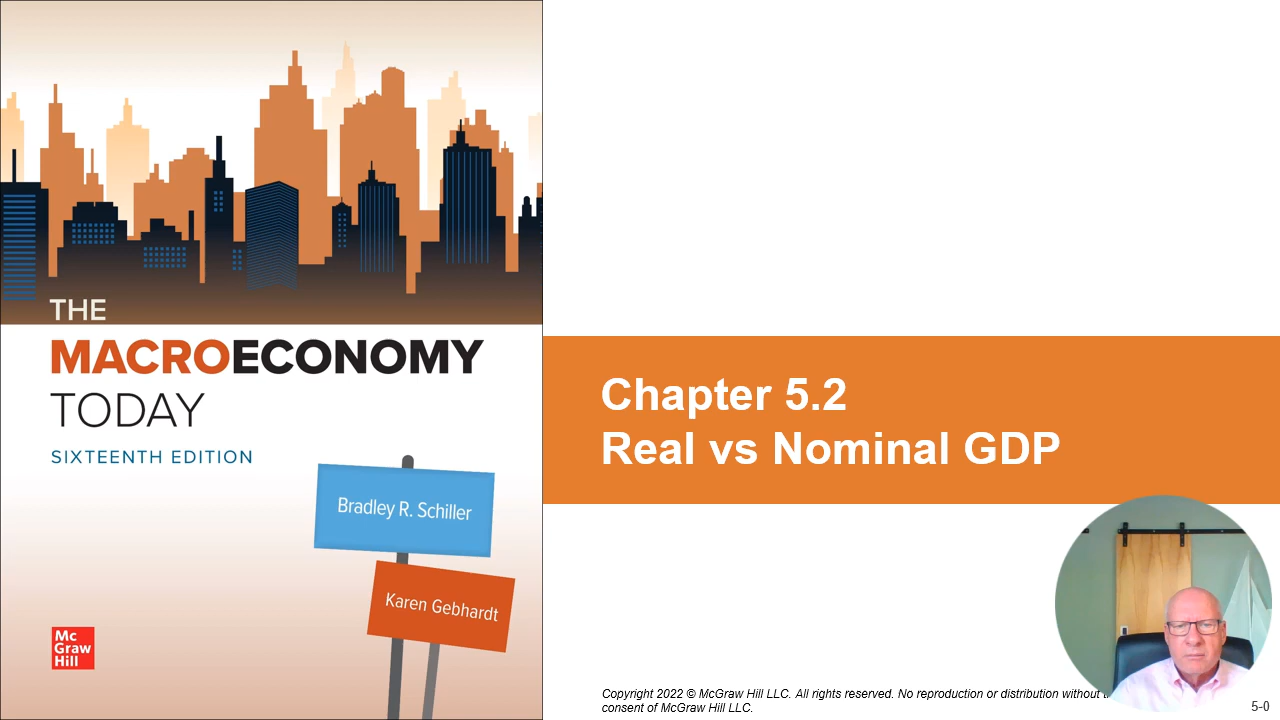 THE
MACROECONOMY
TODAY
SIXTEENTH EDITION
Bradley R. Schiller
Karen Gebhardt
Mc
Graw
Hill
Chapter 5.2
Real vs Nominal GDP
Copyright 2022 © McGraw Hill LLC. All rights reserved. No reproduction or distribution without
consent of McGraw Hill LLC.
5-0